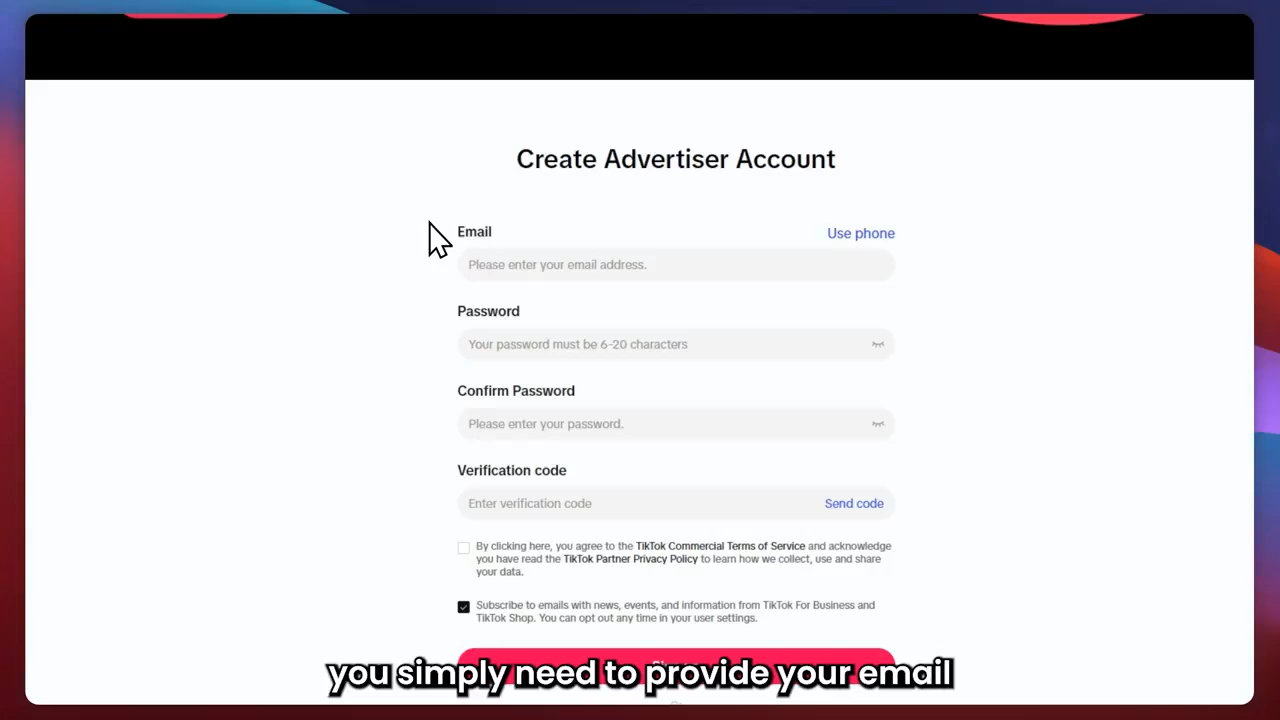 Create Advertiser Account
Email
Use phone
Please enter your email address.
Password
Your password must be 6-20 characters
Confirm Password
Please enter your password.
Verification code
Enter verification code
Send code
By clicking here, you agree to the TikTok Commercial Terms of Service and acknowledge
you have read the TikTok Partner Privacy Policy to learn how we collect, use and share
your data.
Subscribe to emails with news, events, and information from TikTok For Business and
TikTok Shop. You can opt out any time in your user settings.
you simply need to provide your email